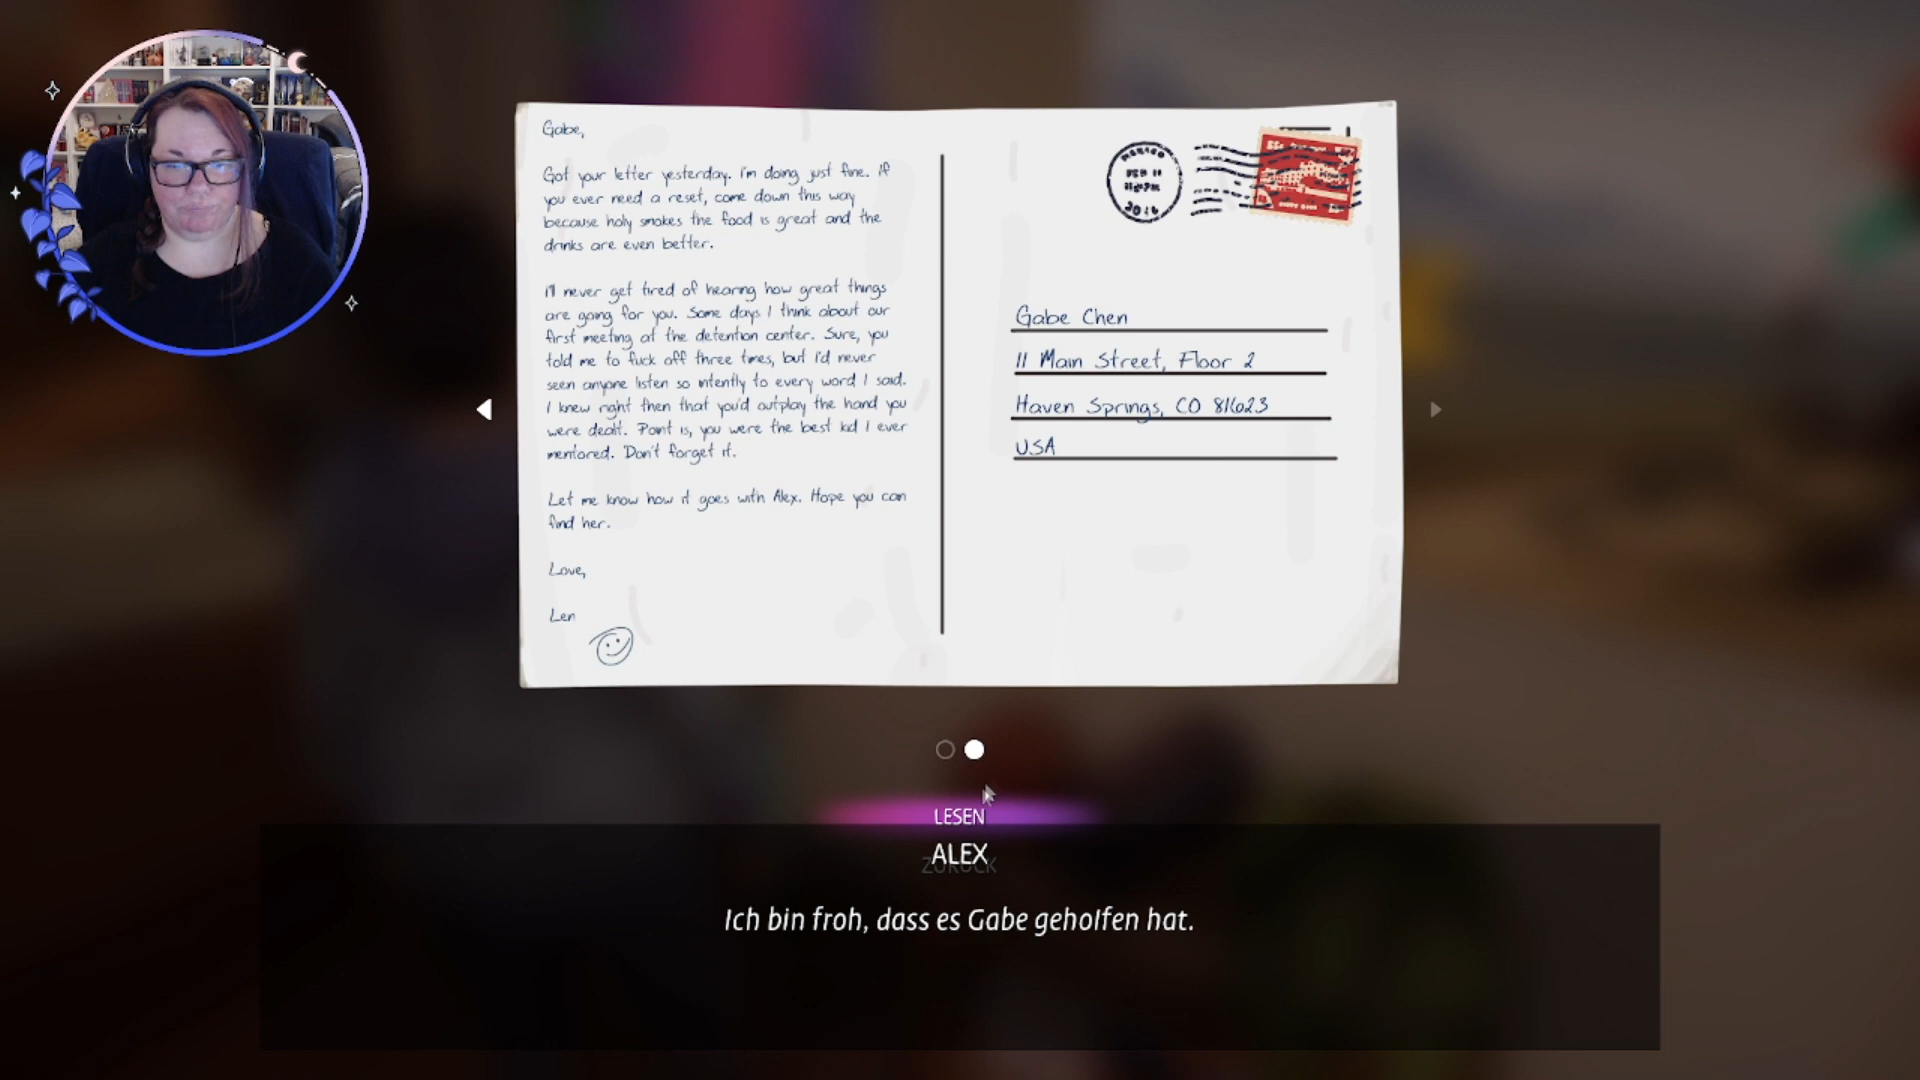 Gabe,
Got your letter yesterday. I'm doing just fine. If
you ever need a reset, come down this way
because holy smokes the food is great and the
drinks are even better.
I'll never get tired of hearing how great things
are going for you. Some days I think about our
first meeting at the detention center. Sure, you
told me to fuck off three times, but I'd never
seen anyone listen so intently to every word I said.
I knew right then that you'd outplay the hand you
were dealt. Point is, you were the best kid I ever
mentored. Don't forget it.
Let me know how it goes with Alex. Hope you can
find her.
Love,
Len
MEXICO
FEB 11
2016
Gabe Chen
11 Main Street, Floor 2
Haven Springs, CO 81623
USA
LESEN
ALEX
ZURÜCK
Ich bin froh, dass es Gabe geholfen hat.